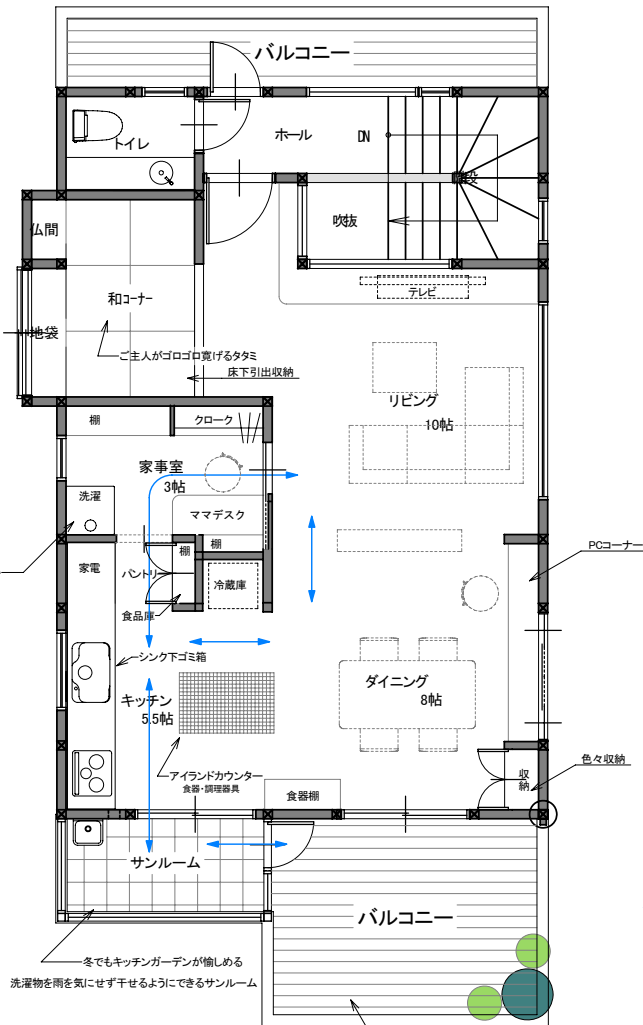 バルコニー
トイレ
ホール
DN
吹抜
仏間
和コーナー
地袋
ご主人がゴロゴロ寛げるタタミ
床下引出収納
テレビ
リビング
10帖
棚
クローク
家事室
3帖
洗濯
ママデスク
棚
棚
家電
パントリー
冷蔵庫
食品庫
PCコーナー
シンク下ゴミ箱
キッチン
5.5帖
ダイニング
8帖
アイランドカウンター
食器・調理器具
食器棚
収納
色々収納
サンルーム
バルコニー
冬でもキッチンガーデンが愉しめる
洗濯物を雨を気にせず干せるようにできるサンルーム